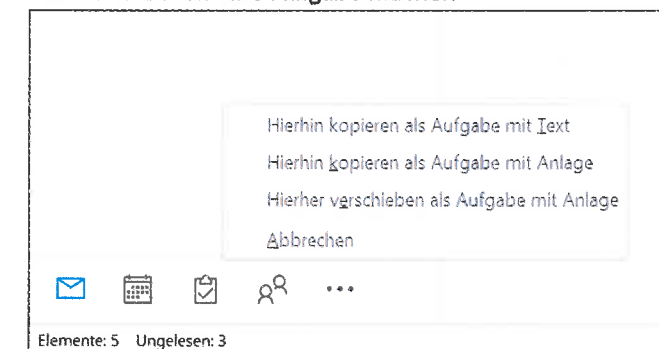 Hierhin kopieren als Aufgabe mit Text
Hierhin kopieren als Aufgabe mit Anlage
Hierher verschieben als Aufgabe mit Anlage
Abbrechen
Elemente: 5 Ungelesen: 3